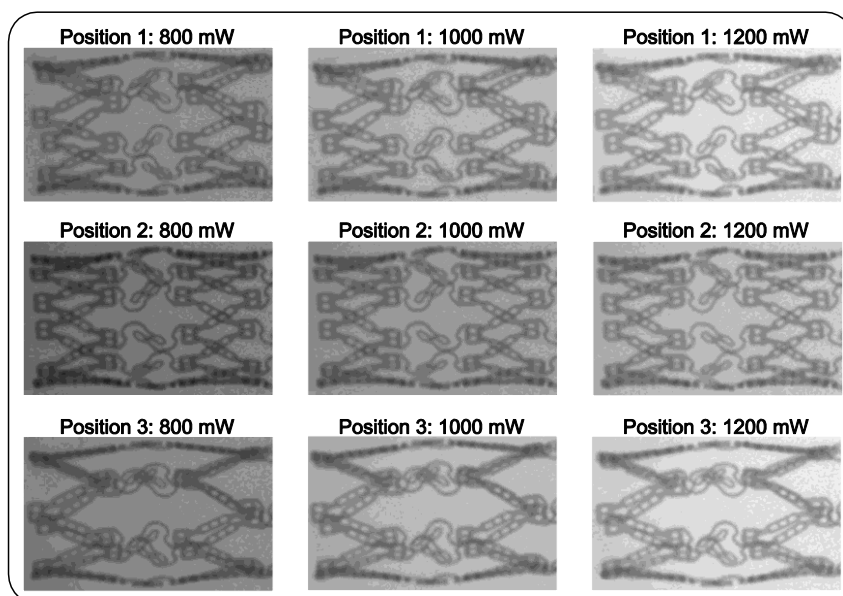 Position 1: 800 mW
Position 1: 1000 mW
Position 1: 1200 mW
Position 2: 800 mW
Position 2: 1000 mW
Position 2: 1200 mW
Position 3: 800 mW
Position 3: 1000 mW
Position 3: 1200 mW